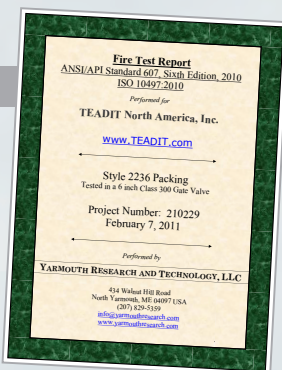 Fire Test Report
ANSI/API Standard 607, Sixth Edition, 2010
ISO 10497:2010
Performed for
TEADIT North America, Inc.
www.TEADIT.com
Style 2236 Packing
Tested in a 6 inch Class 300 Gate Valve
Project Number: 210229
February 7, 2011
Performed by
YARMOUTH RESEARCH AND TECHNOLOGY, LLC
434 Walnut Hill Road
North Yarmouth, ME 04097 USA
(207) 829-5359
info@yarmouthresearch.com
www.yarmouthresearch.com